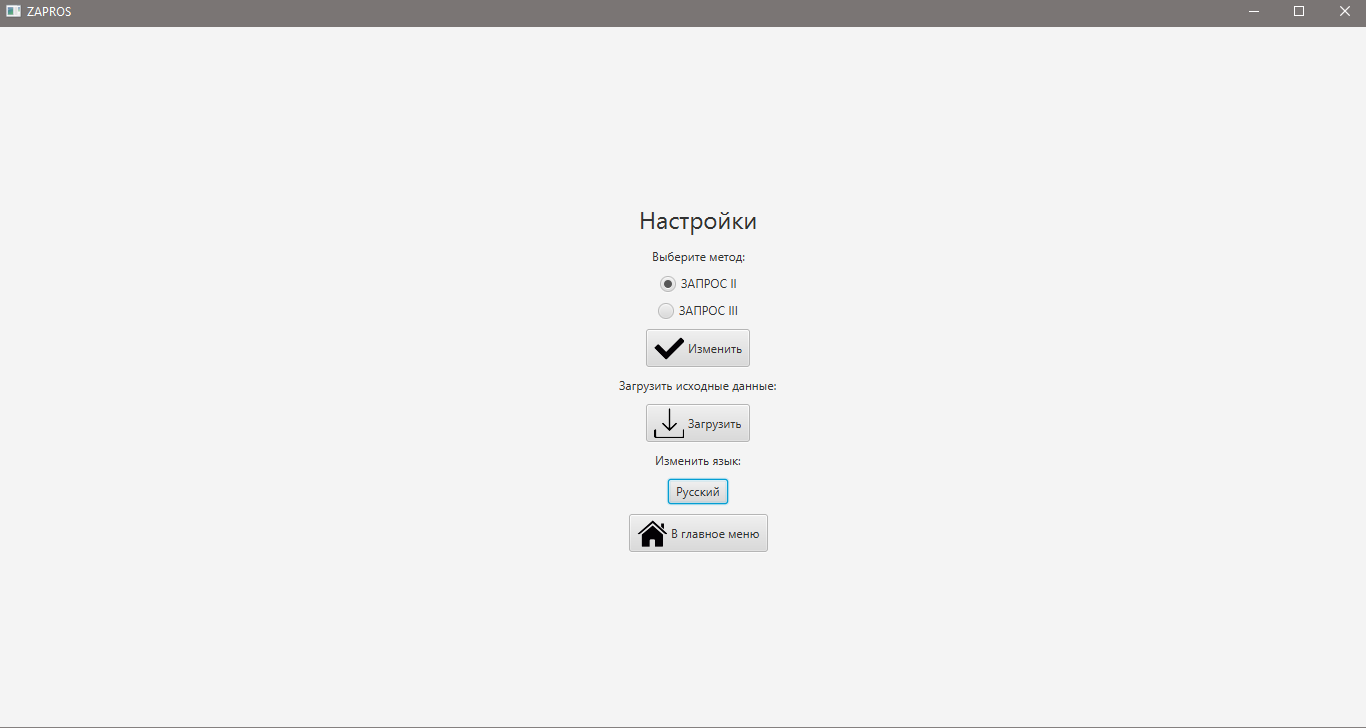 ZAPROS
Настройки
Выберите метод:
ЗАПРОС II
ЗАПРОС III
Изменить
Загрузить исходные данные:
Загрузить
Изменить язык:
Русский
В главное меню